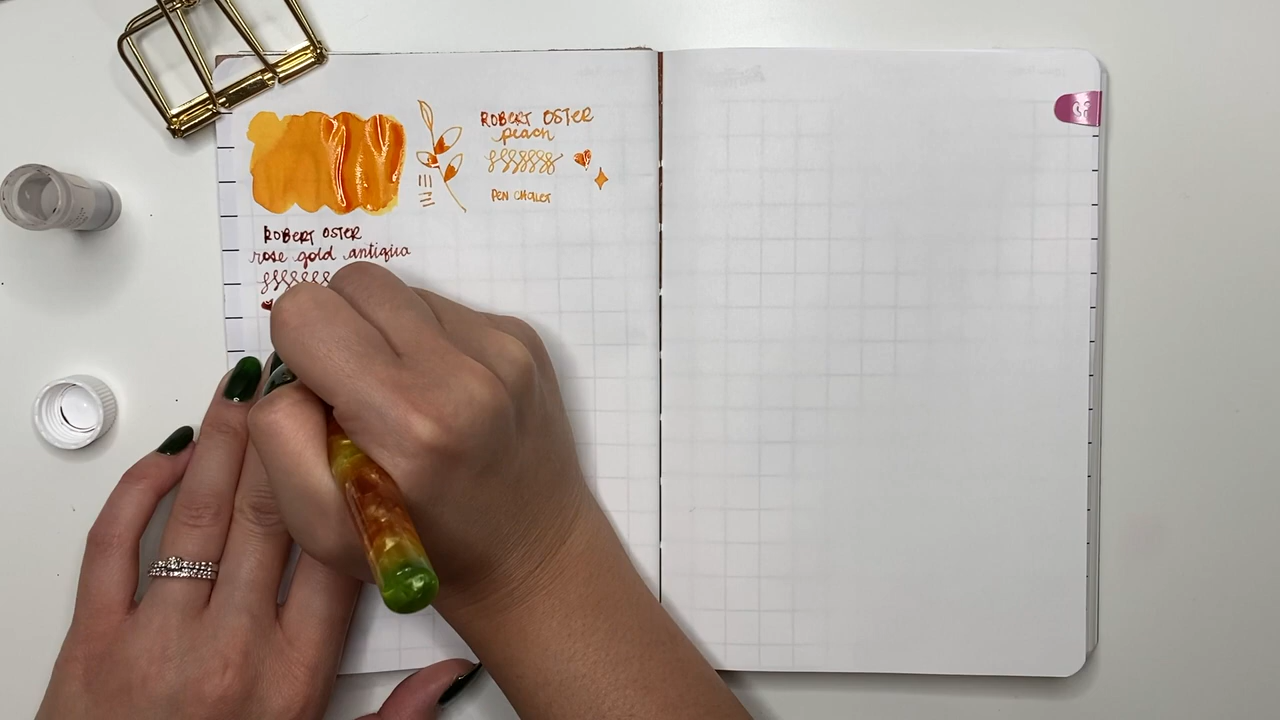 ROBERT OSTER
peach
PEN CHALET
ROBERT OSTER
rose gold antiqua